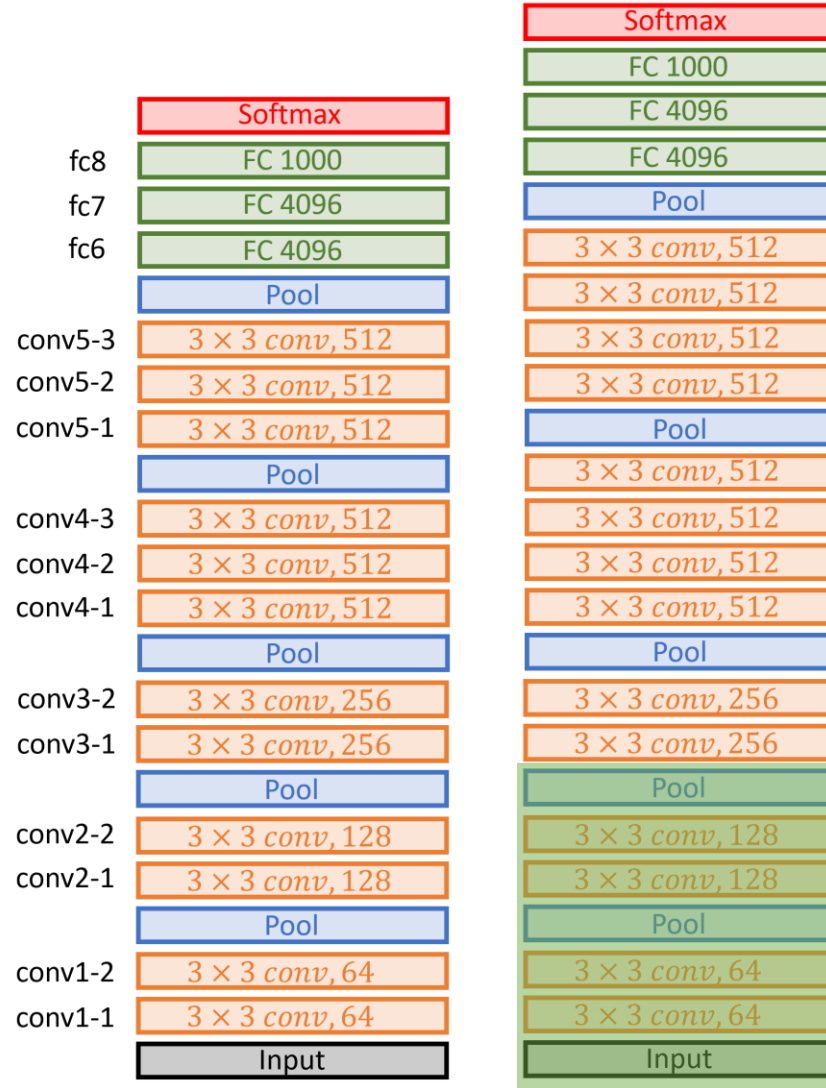 Softmax
fc8 FC 1000
fc7 FC 4096
fc6 FC 4096
Pool
conv5-3 3 × 3 conv, 512
conv5-2 3 × 3 conv, 512
conv5-1 3 × 3 conv, 512
Pool
conv4-3 3 × 3 conv, 512
conv4-2 3 × 3 conv, 512
conv4-1 3 × 3 conv, 512
Pool
conv3-2 3 × 3 conv, 256
conv3-1 3 × 3 conv, 256
Pool
conv2-2 3 × 3 conv, 128
conv2-1 3 × 3 conv, 128
Pool
conv1-2 3 × 3 conv, 64
conv1-1 3 × 3 conv, 64
Input
Softmax
FC 1000
FC 4096
FC 4096
Pool
3 × 3 conv, 512
3 × 3 conv, 512
3 × 3 conv, 512
3 × 3 conv, 512
Pool
3 × 3 conv, 512
3 × 3 conv, 512
3 × 3 conv, 512
3 × 3 conv, 512
Pool
3 × 3 conv, 256
3 × 3 conv, 256
Pool
3 × 3 conv, 128
3 × 3 conv, 128
Pool
3 × 3 conv, 64
3 × 3 conv, 64
Input